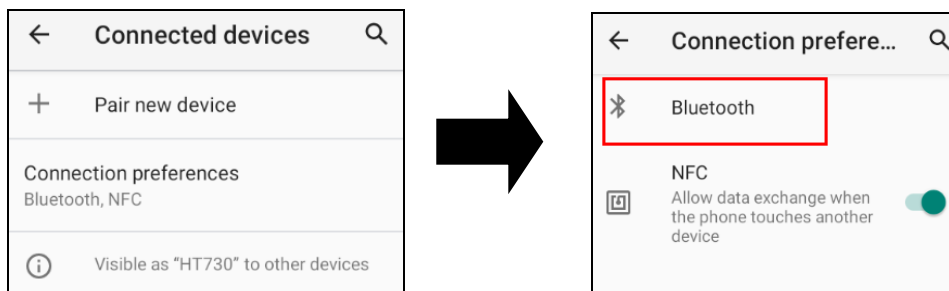 Connected devices
Pair new device
Connection preferences
Bluetooth, NFC
Visible as “HT730” to other devices
Connection prefere...
Bluetooth
NFC
Allow data exchange when
the phone touches another
device